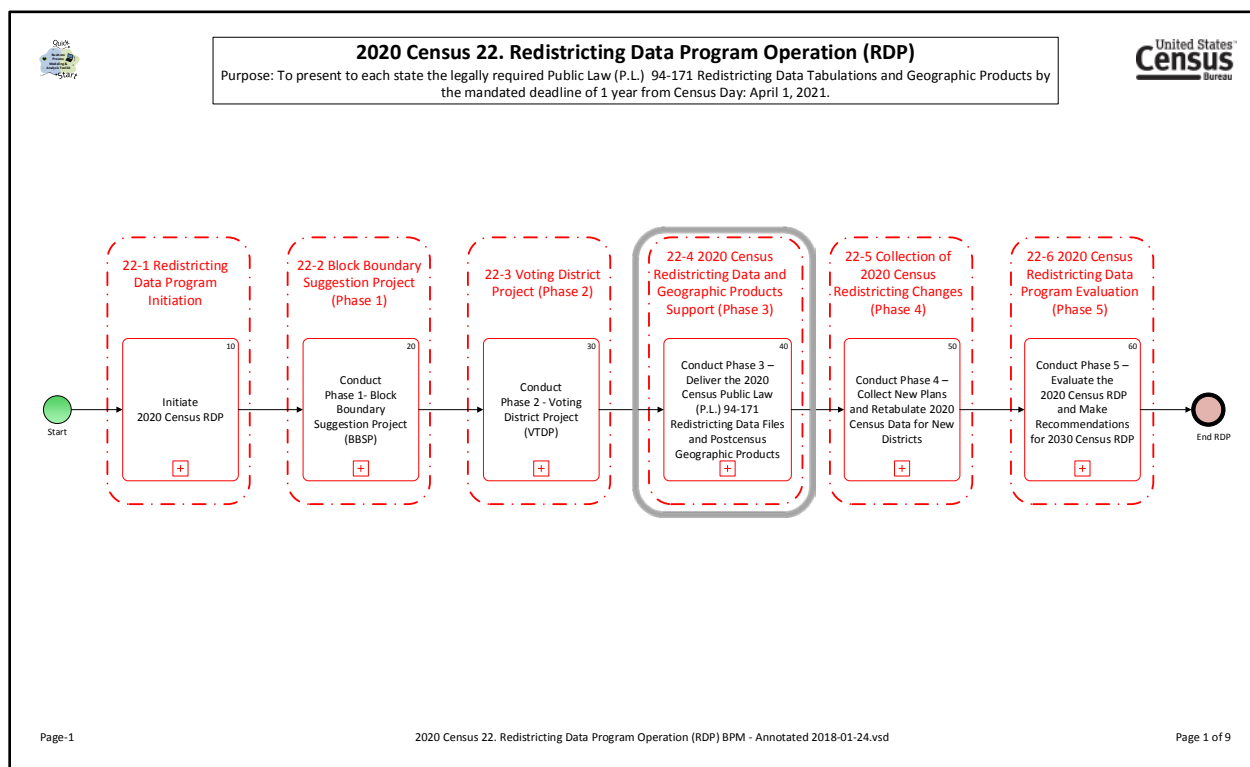 Quick
Business
Process
Modeling &
Analysis Toolkit
Start
2020 Census 22. Redistricting Data Program Operation (RDP)
Purpose: To present to each state the legally required Public Law (P.L.) 94-171 Redistricting Data Tabulations and Geographic Products by
the mandated deadline of 1 year from Census Day: April 1, 2021.
United States™
Census
Bureau
22-1 Redistricting
Data Program
Initiation
22-2 Block Boundary
Suggestion Project
(Phase 1)
22-3 Voting District
Project (Phase 2)
22-4 2020 Census
Redistricting Data and
Geographic Products
Support (Phase 3)
22-5 Collection of
2020 Census
Redistricting Changes
(Phase 4)
22-6 2020 Census
Redistricting Data
Program Evaluation
(Phase 5)
Start
10
Initiate
2020 Census RDP
+
20
Conduct
Phase 1- Block
Boundary
Suggestion Project
(BBSP)
+
30
Conduct
Phase 2 - Voting
District Project
(VTDP)
+
40
Conduct Phase 3 –
Deliver the 2020
Census Public Law
(P.L.) 94-171
Redistricting Data Files
and Postcensus
Geographic Products
+
50
Conduct Phase 4 –
Collect New Plans
and Retabulate 2020
Census Data for New
Districts
+
60
Conduct Phase 5 –
Evaluate the
2020 Census RDP
and Make
Recommendations
for 2030 Census RDP
+
End RDP
Page-1
2020 Census 22. Redistricting Data Program Operation (RDP) BPM - Annotated 2018-01-24.vsd
Page 1 of 9